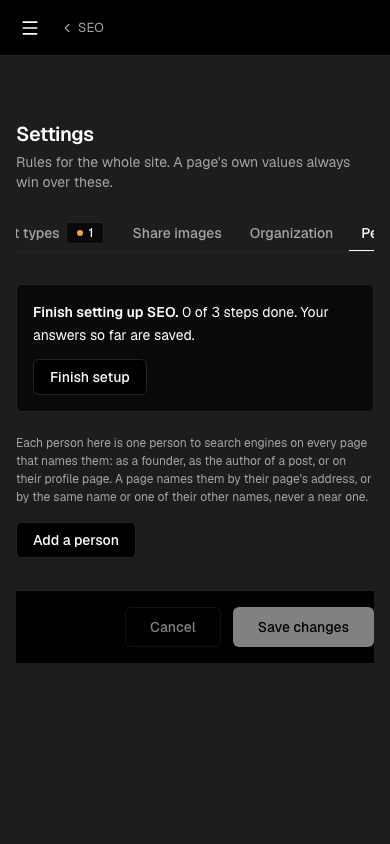 SEO
Settings
Rules for the whole site. A page's own values always
win over these.
t types 1 Share images Organization Pe
Finish setting up SEO. 0 of 3 steps done. Your
answers so far are saved.
Finish setup
Each person here is one person to search engines on every page
that names them: as a founder, as the author of a post, or on
their profile page. A page names them by their page's address, or
by the same name or one of their other names, never a near one.
Add a person
Cancel Save changes